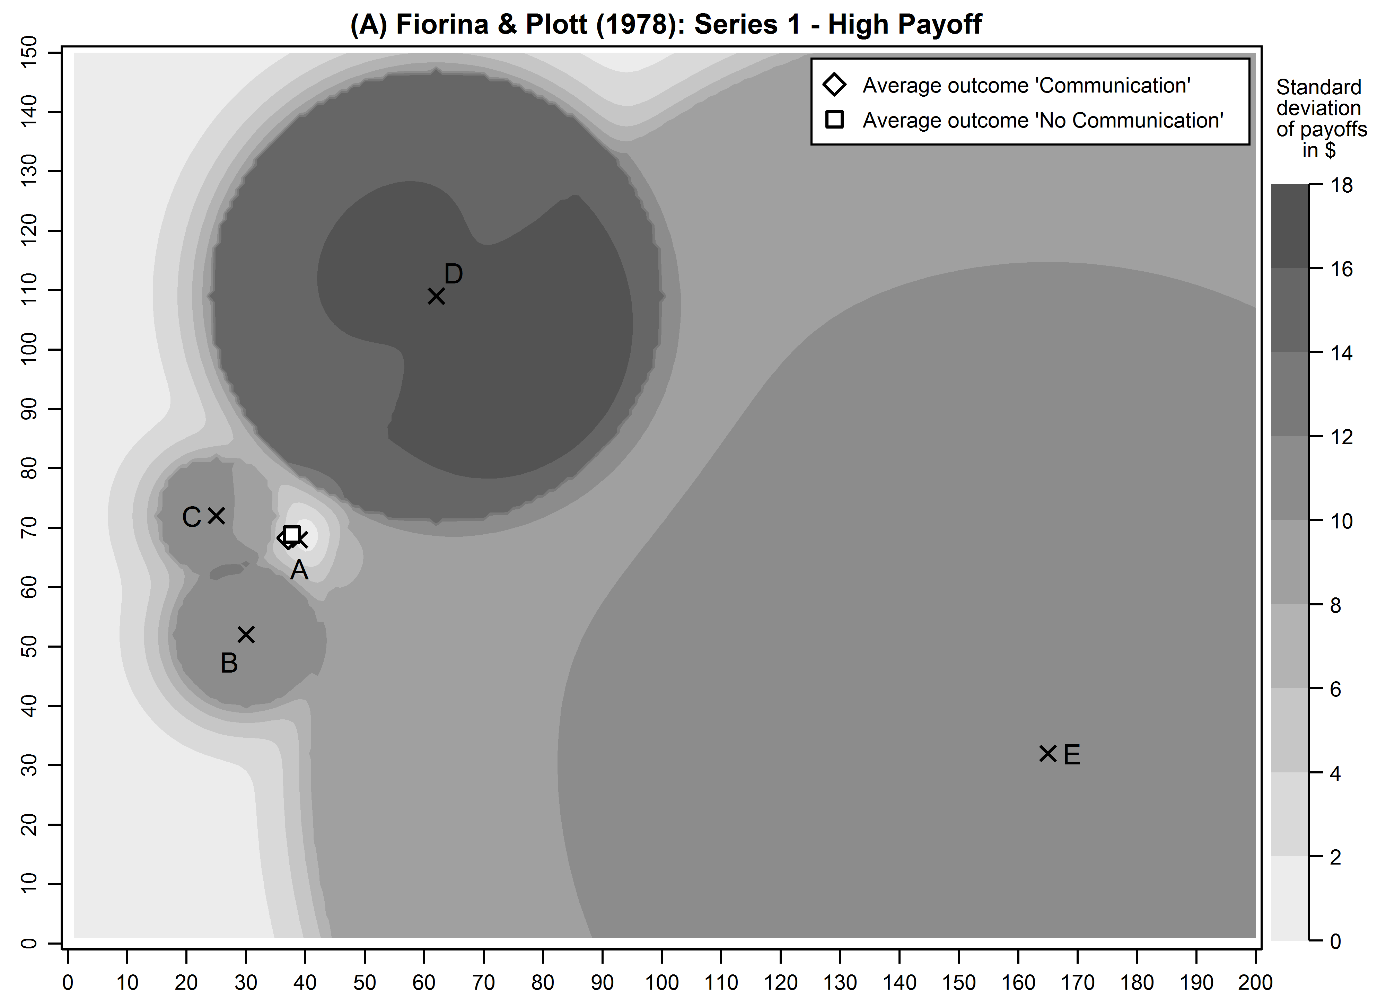 (A) Fiorina & Plott (1978): Series 1 - High Payoff
Average outcome 'Communication'
Average outcome 'No Communication'
Standard
deviation
of payoffs
in $
18
16
14
12
10
8
6
4
2
0
150
140
130
120
110
100
90
80
70
60
50
40
30
20
10
0
D
C
A
B
E
0 10 20 30 40 50 60 70 80 90 100 110 120 130 140 150 160 170 180 190 200